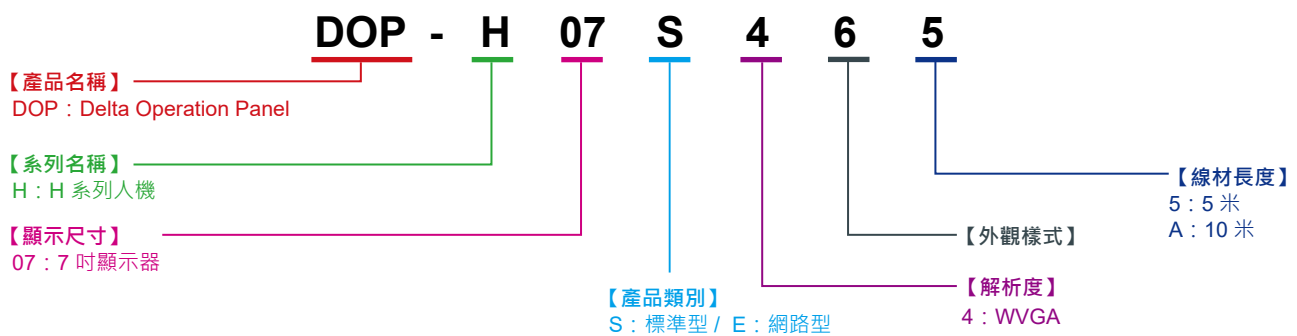 DOP - H 07 S 4 6 5
【產品名稱】
DOP：Delta Operation Panel
【系列名稱】
H：H 系列人機
【顯示尺寸】
07：7 吋顯示器
【產品類別】
S：標準型 / E：網路型
【解析度】
4：WVGA
【外觀樣式】
【線材長度】
5：5 米
A：10 米